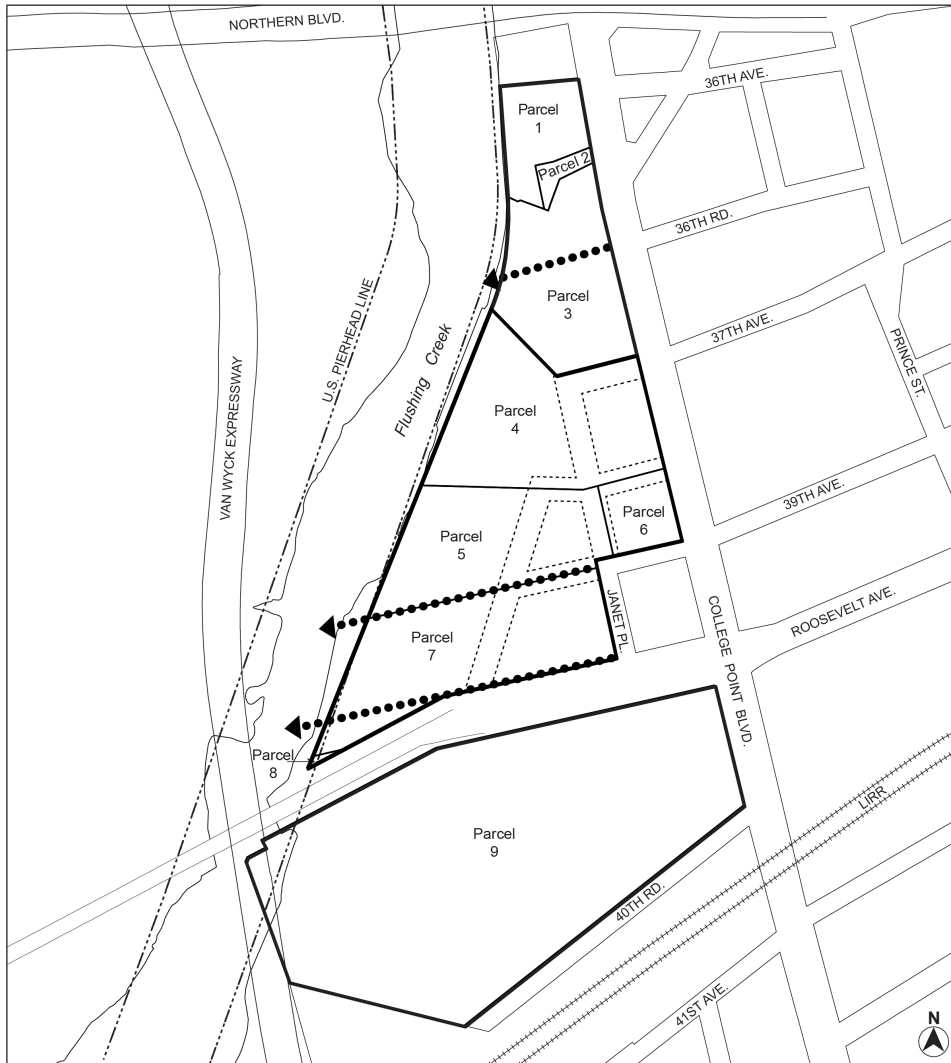 NORTHERN BLVD.
36TH AVE.
Parcel
1
Parcel 2
36TH RD.
Parcel
3
37TH AVE.
PRINCE ST.
U.S. PIERHEAD LINE
Flushing Creek
VAN WYCK EXPRESSWAY
Parcel
4
39TH AVE.
Parcel
5
Parcel
6
JANET PL.
COLLEGE POINT BLVD.
ROOSEVELT AVE.
Parcel
7
Parcel
8
Parcel
9
LIRR
40TH RD.
41ST AVE.
N